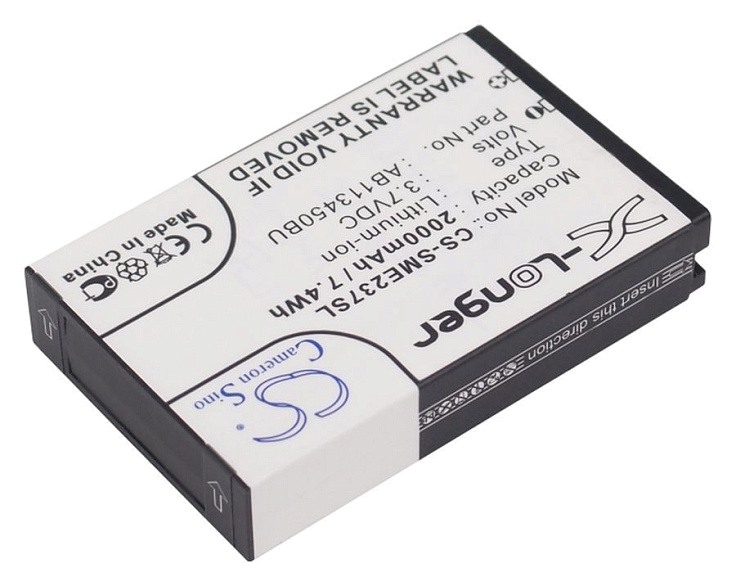 X-Longer
Model No.: CS-SME237SL
Capacity : 2000mAh / 7.4Wh
Type : Lithium-ion
Volts : 3.7VDC
Part No. : AB113450BU
WARRANTY VOID IF
LABEL IS REMOVED
Made in China
CE
CS
Cameron Sino
Insert this direction